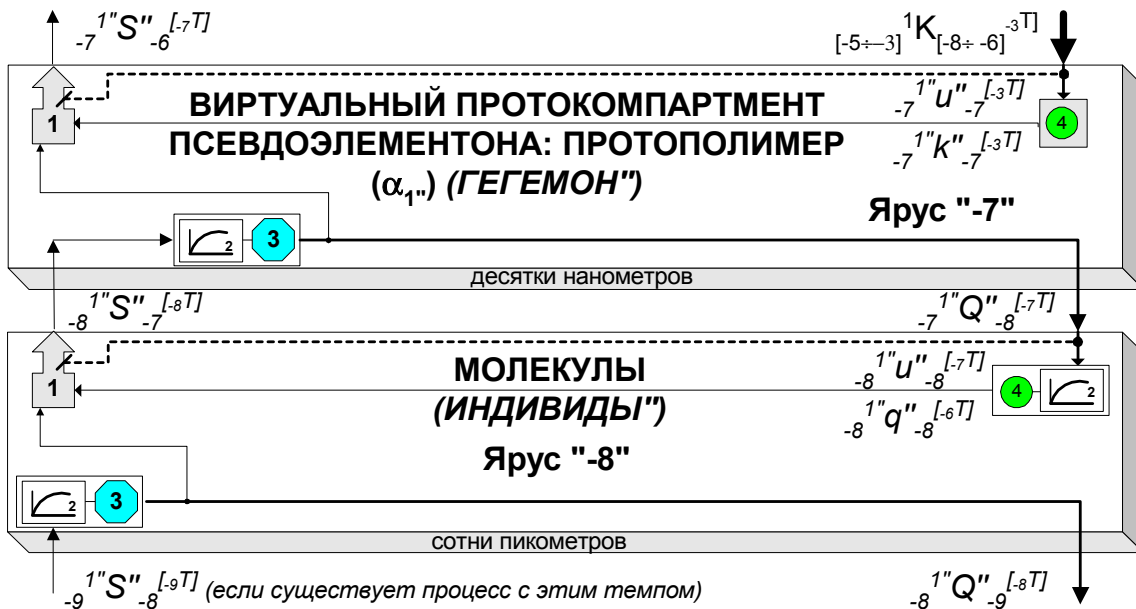 -7 1"S"-6 [-7T]
[-5÷-3] 1K[-8÷ -6] -3T]
ВИРТУАЛЬНЫЙ ПРОТОКОМПАРТМЕНТ
-7 1"u"-7 [-3T]
1
4
ПСЕВДОЭЛЕМЕНТОНА: ПРОТОПОЛИМЕР
-7 1"k"-7 [-3T]
(α1") (ГЕГЕМОН")
Ярус "-7"
2
3
десятки нанометров
-8 1"S"-7 [-8T]
-7 1"Q"-8 [-7T]
МОЛЕКУЛЫ
-8 1"u"-8 [-7T]
1
4
2
(ИНДИВИДЫ")
-8 1"q"-8 [-6T]
Ярус "-8"
2
3
сотни пикометров
-9 1"S"-8 [-9T] (если существует процесс с этим темпом)
-8 1"Q"-9 [-8T]